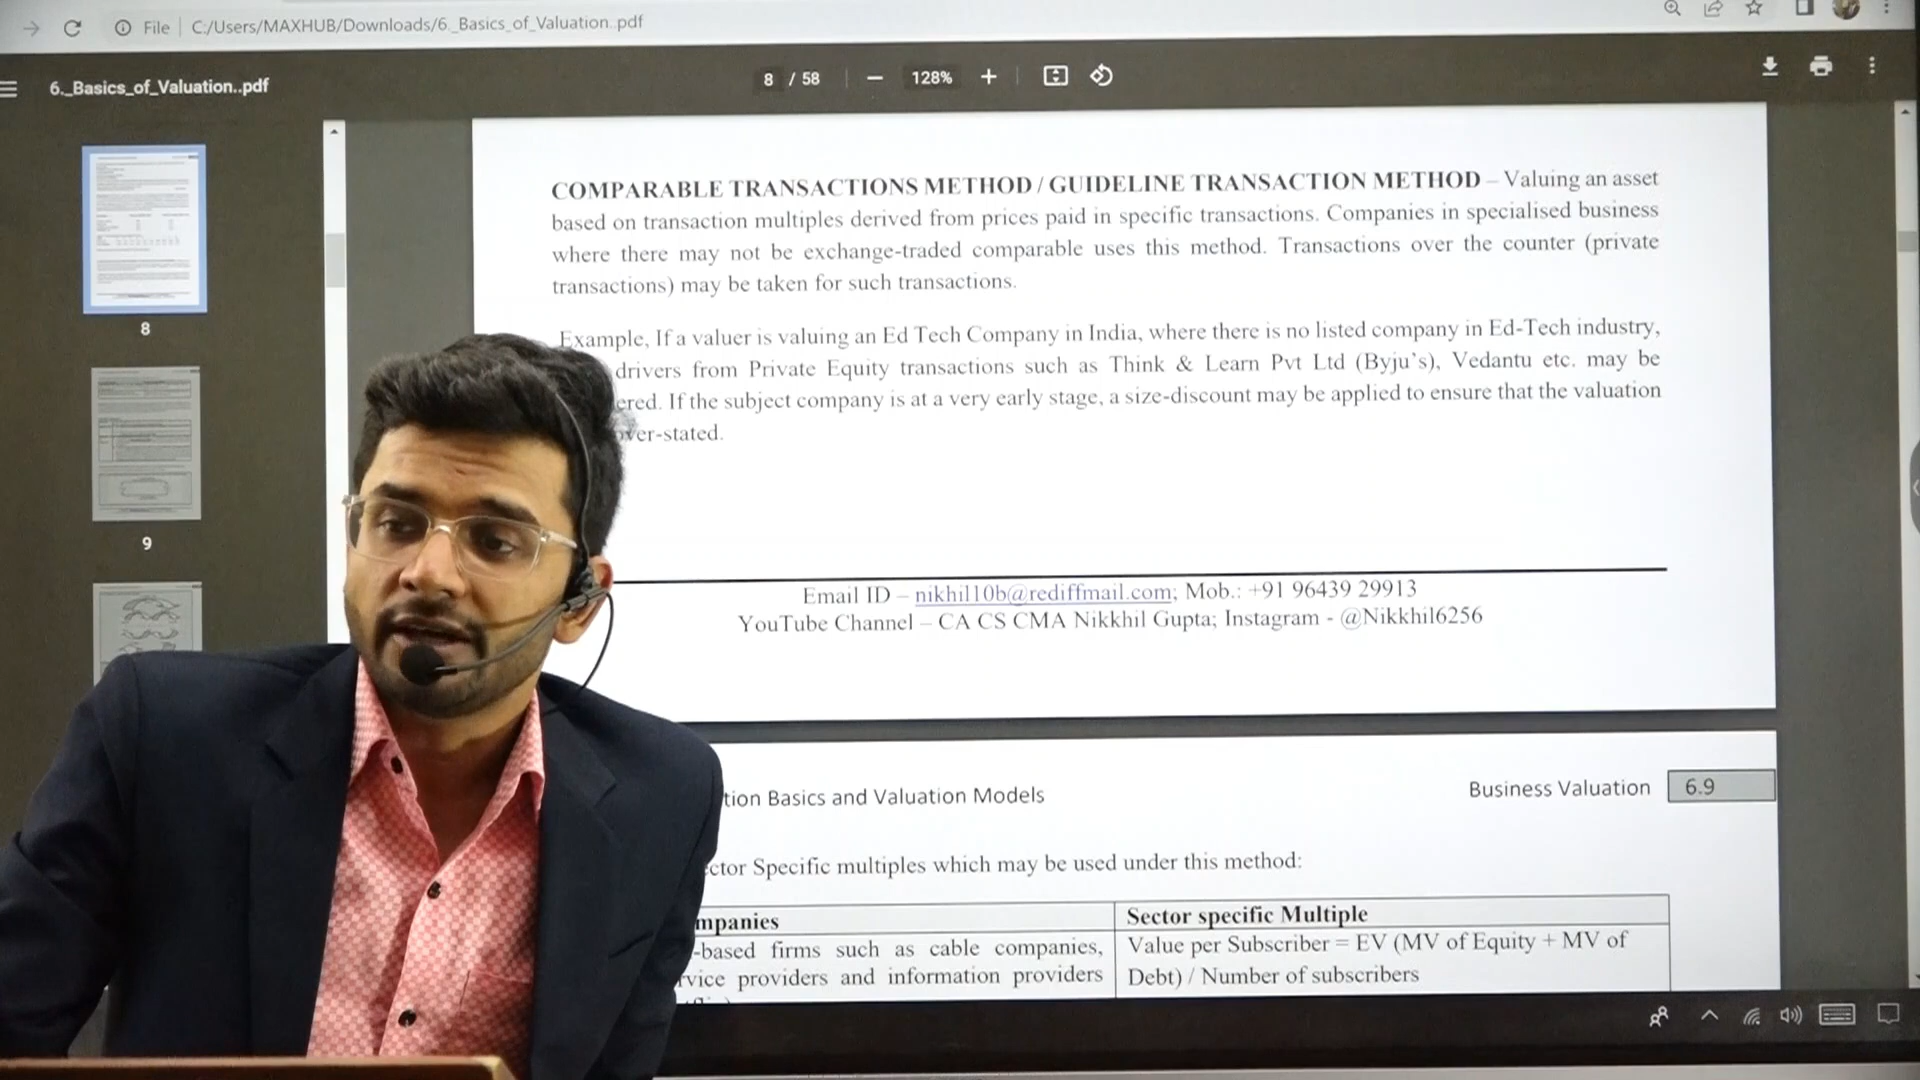 File C:/Users/MAXHUB/Downloads/6._Basics_of_Valuation..pdf
6._Basics_of_Valuation..pdf
8 / 58
128%
8
9
COMPARABLE TRANSACTIONS METHOD / GUIDELINE TRANSACTION METHOD – Valuing an asset
based on transaction multiples derived from prices paid in specific transactions. Companies in specialised business
where there may not be exchange-traded comparable uses this method. Transactions over the counter (private
transactions) may be taken for such transactions.
Example, If a valuer is valuing an Ed Tech Company in India, where there is no listed company in Ed-Tech industry,
drivers from Private Equity transactions such as Think & Learn Pvt Ltd (Byju's), Vedantu etc. may be
ered. If the subject company is at a very early stage, a size-discount may be applied to ensure that the valuation
over-stated.
Email ID – nikhil10b@rediffmail.com; Mob.: +91 96439 29913
YouTube Channel – CA CS CMA Nikkhil Gupta; Instagram - @Nikkhil6256
tion Basics and Valuation Models
Business Valuation 6.9
ctor Specific multiples which may be used under this method:
mpanies
Sector specific Multiple
-based firms such as cable companies,
rvice providers and information providers
Value per Subscriber = EV (MV of Equity + MV of
Debt) / Number of subscribers